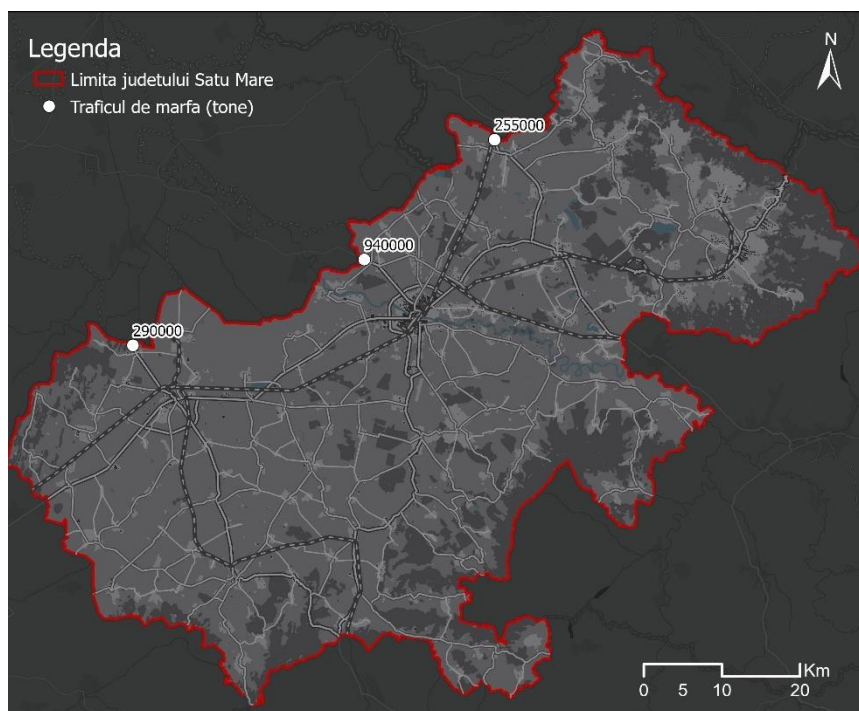 Legenda
Limita judetului Satu Mare
Traficul de marfa (tone)
N
255000
940000
290000
Km
0 5 10 20